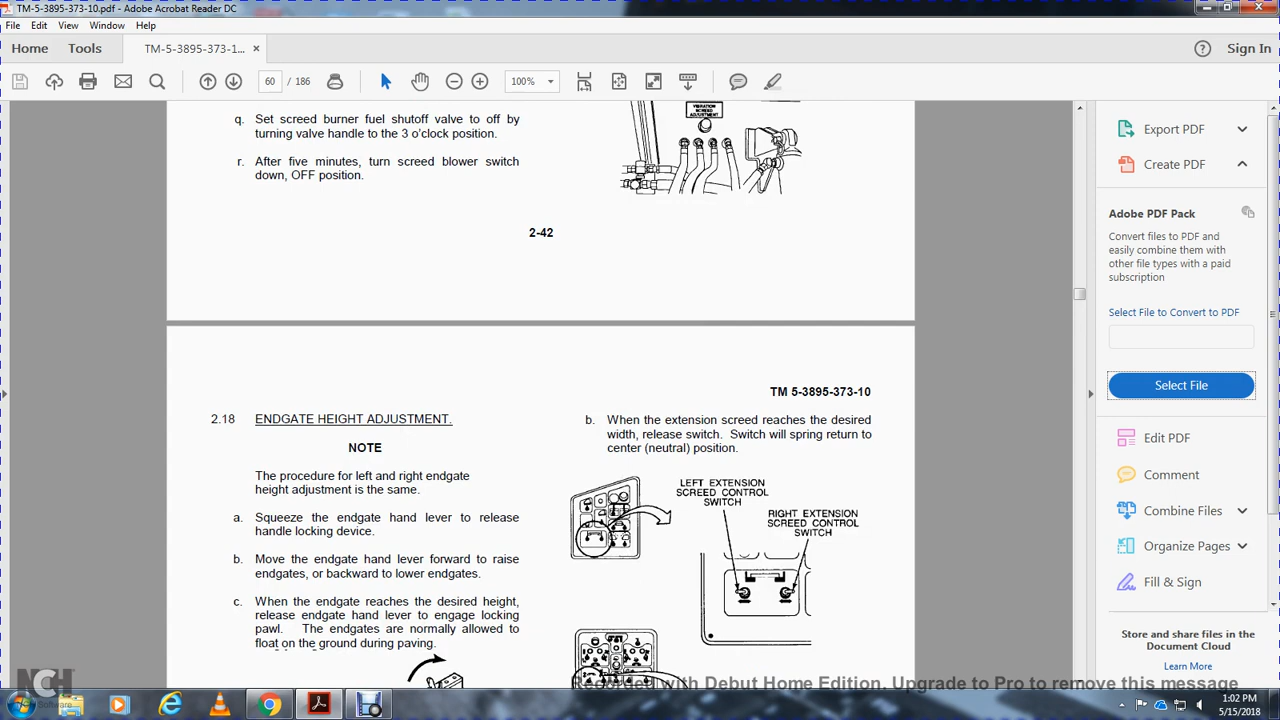 TM-5-3895-373-10.pdf - Adobe Acrobat Reader DC
File Edit View Window Help
Home Tools TM-5-3895-373-1... × Sign In
60 / 186 100%
q. Set screed burner fuel shutoff valve to off by
turning valve handle to the 3 o'clock position.
r. After five minutes, turn screed blower switch
down, OFF position.
VIBRATION
SCREED
ADJUSTMENT
2-42
TM 5-3895-373-10
2.18 ENDGATE HEIGHT ADJUSTMENT.
NOTE
The procedure for left and right endgate
height adjustment is the same.
a. Squeeze the endgate hand lever to release
handle locking device.
b. Move the endgate hand lever forward to raise
endgates, or backward to lower endgates.
c. When the endgate reaches the desired height,
release endgate hand lever to engage locking
pawl. The endgates are normally allowed to
float on the ground during paving.
b. When the extension screed reaches the desired
width, release switch. Switch will spring return to
center (neutral) position.
LEFT EXTENSION
SCREED CONTROL
SWITCH
RIGHT EXTENSION
SCREED CONTROL
SWITCH
Export PDF
Create PDF
Adobe PDF Pack
Convert files to PDF and
easily combine them with
other file types with a paid
subscription
Select File to Convert to PDF
Select File
Edit PDF
Comment
Combine Files
Organize Pages
Fill & Sign
Store and share files in the
Document Cloud
Learn More
Recorded with Debut Home Edition. Upgrade to Pro to remove this message
NCH
Software
1:02 PM
5/15/2018